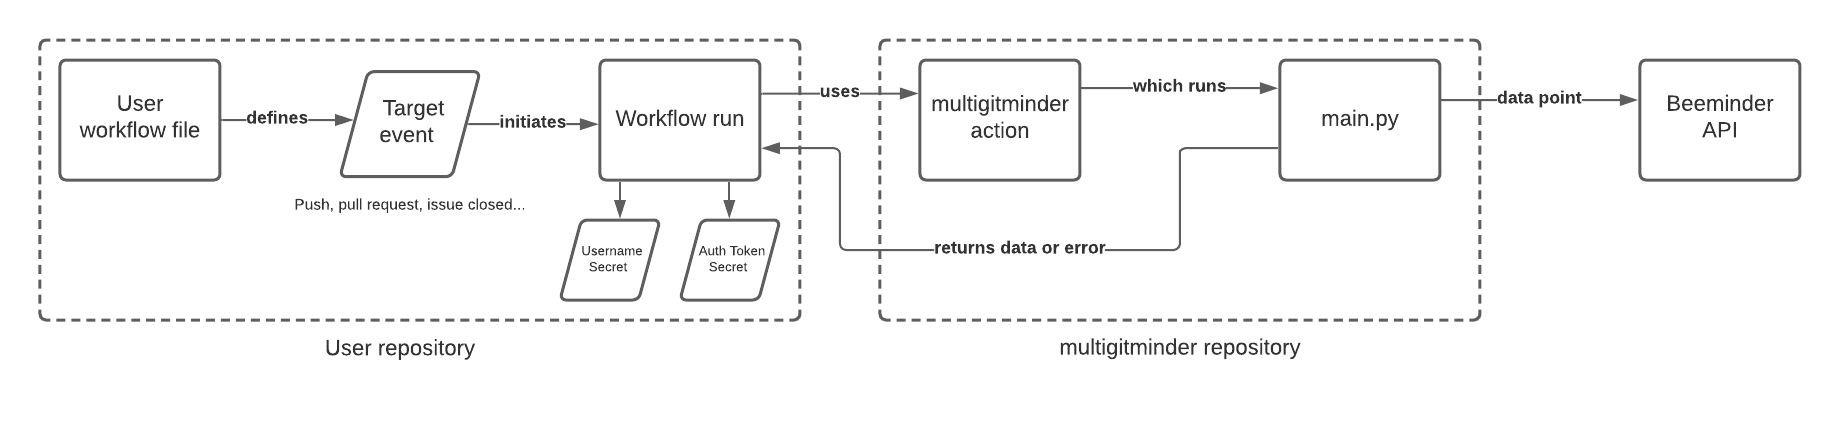 User
workflow file
defines
Target
event
initiates
Workflow run
uses
multigitminder
action
which runs
main.py
data point
Beeminder
API
Push, pull request, issue closed...
Username
Secret
Auth Token
Secret
returns data or error
User repository
multigitminder repository